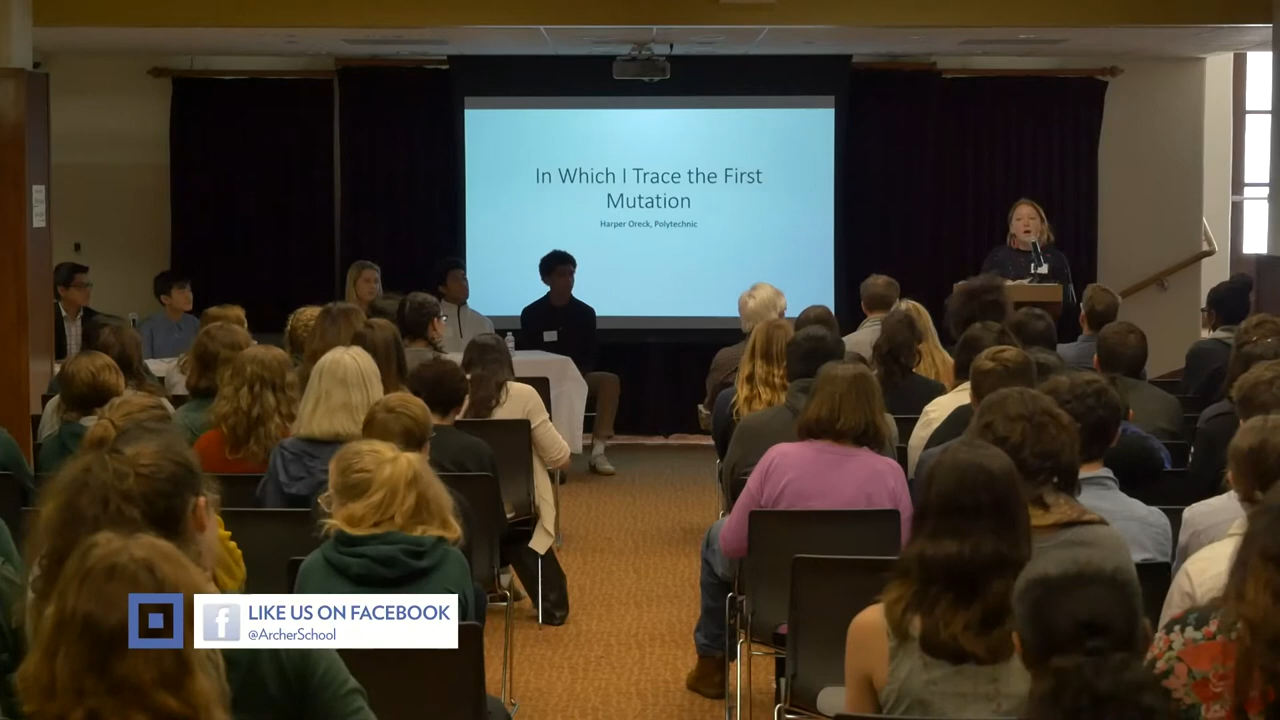 In Which I Trace the First
Mutation
Harper Oreck, Polytechnic
f
LIKE US ON FACEBOOK
@ArcherSchool